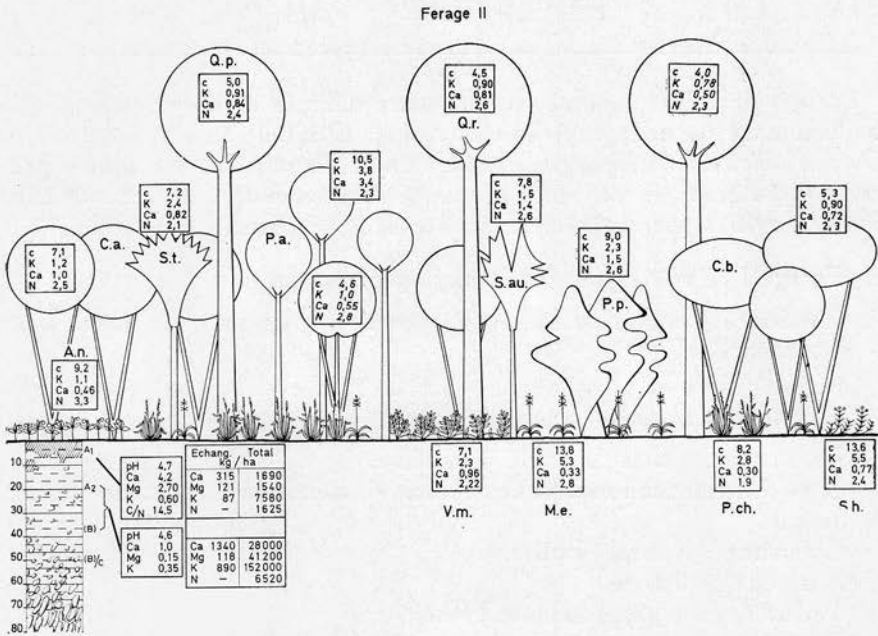 Ferage II
Q.p.
c 5,0
K 0,91
Ca 0,84
N 2,4
c 4,5
K 0,90
Ca 0,81
N 2,6
Q.r.
c 4,0
K 0,78
Ca 0,50
N 2,3
c 10,5
K 3,8
Ca 3,4
N 2,3
c 7,2
K 2,4
Ca 0,82
N 2,1
S.t.
c 7,8
K 1,5
Ca 1,4
N 2,6
S.au.
c 5,3
K 0,90
Ca 0,72
N 2,3
c 7,1
K 1,2
Ca 1,0
N 2,5
C.a.
P.a.
c 9,0
K 2,3
Ca 1,5
N 2,6
P.p.
C.b.
c 4,6
K 1,0
Ca 0,55
N 2,8
A.n.
c 9,2
K 1,1
Ca 0,46
N 3,3
c 7,1
K 2,3
Ca 0,96
N 2,22
V.m.
c 13,8
K 5,3
Ca 0,33
N 2,8
M.e.
c 8,2
K 2,8
Ca 0,30
N 1,9
P.ch.
c 13,6
K 5,5
Ca 0,77
N 2,4
S.h.
10
20
30
40
50
60
70
80
A1
A2
(B)
(B)/C
pH 4,7
Ca 4,2
Mg 2,70
K 0,60
C/N 14,5
pH 4,6
Ca 1,0
Mg 0,15
K 0,35
Echang. Total
kg / ha
Ca 315 1690
Mg 21 1540
K 87 7580
N – 1625
Ca 1340 28000
Mg 118 41200
K 890 152000
N – 6520